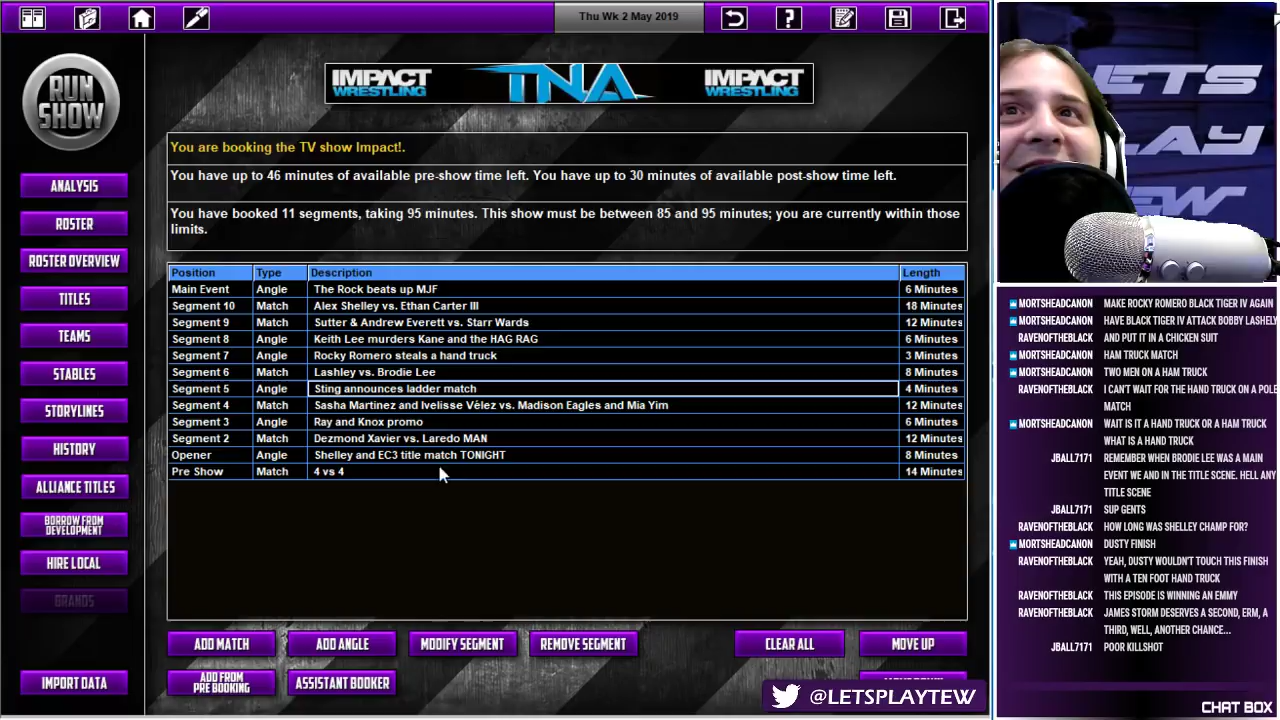 Thu Wk 2 May 2019
RUN
SHOW
IMPACT
WRESTLING
TNA
IMPACT
WRESTLING
You are booking the TV show Impact!.
You have up to 46 minutes of available pre-show time left. You have up to 30 minutes of available post-show time left.
You have booked 11 segments, taking 95 minutes. This show must be between 85 and 95 minutes; you are currently within those
limits.
ANALYSIS
ROSTER
ROSTER OVERVIEW
TITLES
TEAMS
STABLES
STORYLINES
HISTORY
ALLIANCE TITLES
BORROW FROM
DEVELOPMENT
HIRE LOCAL
BRANDS
IMPORT DATA
Position Type Description Length
Main Event Angle The Rock beats up MJF 6 Minutes
Segment 10 Match Alex Shelley vs. Ethan Carter III 18 Minutes
Segment 9 Match Sutter & Andrew Everett vs. Starr Wards 12 Minutes
Segment 8 Angle Keith Lee murders Kane and the HAG RAG 6 Minutes
Segment 7 Angle Rocky Romero steals a hand truck 3 Minutes
Segment 6 Match Lashley vs. Brodie Lee 8 Minutes
Segment 5 Angle Sting announces ladder match 4 Minutes
Segment 4 Match Sasha Martinez and Ivelisse Vélez vs. Madison Eagles and Mia Yim 12 Minutes
Segment 3 Angle Ray and Knox promo 6 Minutes
Segment 2 Match Dezmond Xavier vs. Laredo MAN 12 Minutes
Opener Angle Shelley and EC3 title match TONIGHT 8 Minutes
Pre Show Match 4 vs 4 14 Minutes
ADD MATCH ADD ANGLE MODIFY SEGMENT REMOVE SEGMENT CLEAR ALL MOVE UP
ADD FROM
PRE BOOKING
ASSISTANT BOOKER
@LETSPLAYTEW
LETS
PLAY
TEW
MORTSHEADCANON MAKE ROCKY ROMERO BLACK TIGER IV AGAIN
MORTSHEADCANON HAVE BLACK TIGER IV ATTACK BOBBY LASHELY
RAVENOFTHEBLACK AND PUT IT IN A CHICKEN SUIT
MORTSHEADCANON HAM TRUCK MATCH
MORTSHEADCANON TWO MEN ON A HAM TRUCK
RAVENOFTHEBLACK I CAN'T WAIT FOR THE HAND TRUCK ON A POLE
MATCH
MORTSHEADCANON WAIT IS IT A HAND TRUCK OR A HAM TRUCK
WHAT IS A HAND TRUCK
JBALL7171 REMEMBER WHEN BRODIE LEE WAS A MAIN
EVENT WE AND IN THE TITLE SCENE. HELL ANY
TITLE SCENE
JBALL7171 SUP GENTS
RAVENOFTHEBLACK HOW LONG WAS SHELLEY CHAMP FOR?
MORTSHEADCANON DUSTY FINISH
RAVENOFTHEBLACK YEAH, DUSTY WOULDN'T TOUCH THIS FINISH
WITH A TEN FOOT HAND TRUCK
RAVENOFTHEBLACK THIS EPISODE IS WINNING AN EMMY
RAVENOFTHEBLACK JAMES STORM DESERVES A SECOND, ERM, A
THIRD, WELL, ANOTHER CHANCE...
JBALL7171 POOR KILLSHOT
CHAT BOX